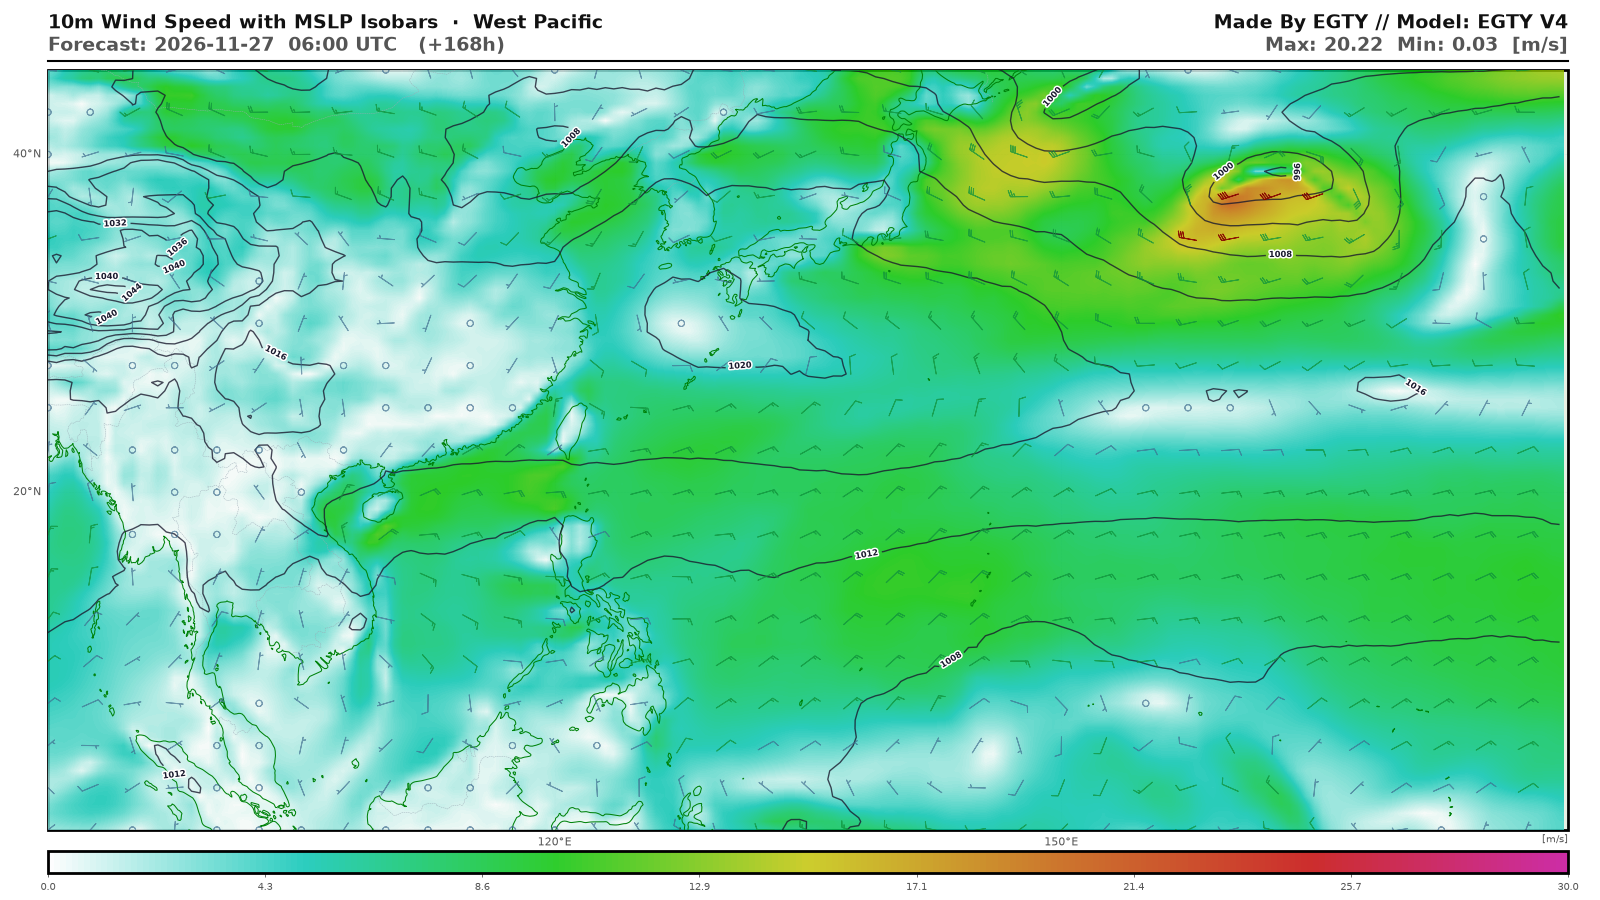 10m Wind Speed with MSLP Isobars · West Pacific
Made By EGTY // Model: EGTY V4
Forecast: 2026-11-27 06:00 UTC (+168h)
Max: 20.22 Min: 0.03 [m/s]
1000
1008
40°N
1000
996
1032
1036
1040
1008
1040
1044
1040
1016
1020
1016
20°N
1012
1008
1012
120°E
150°E
[m/s]
0.0
4.3
8.6
12.9
17.1
21.4
25.7
30.0